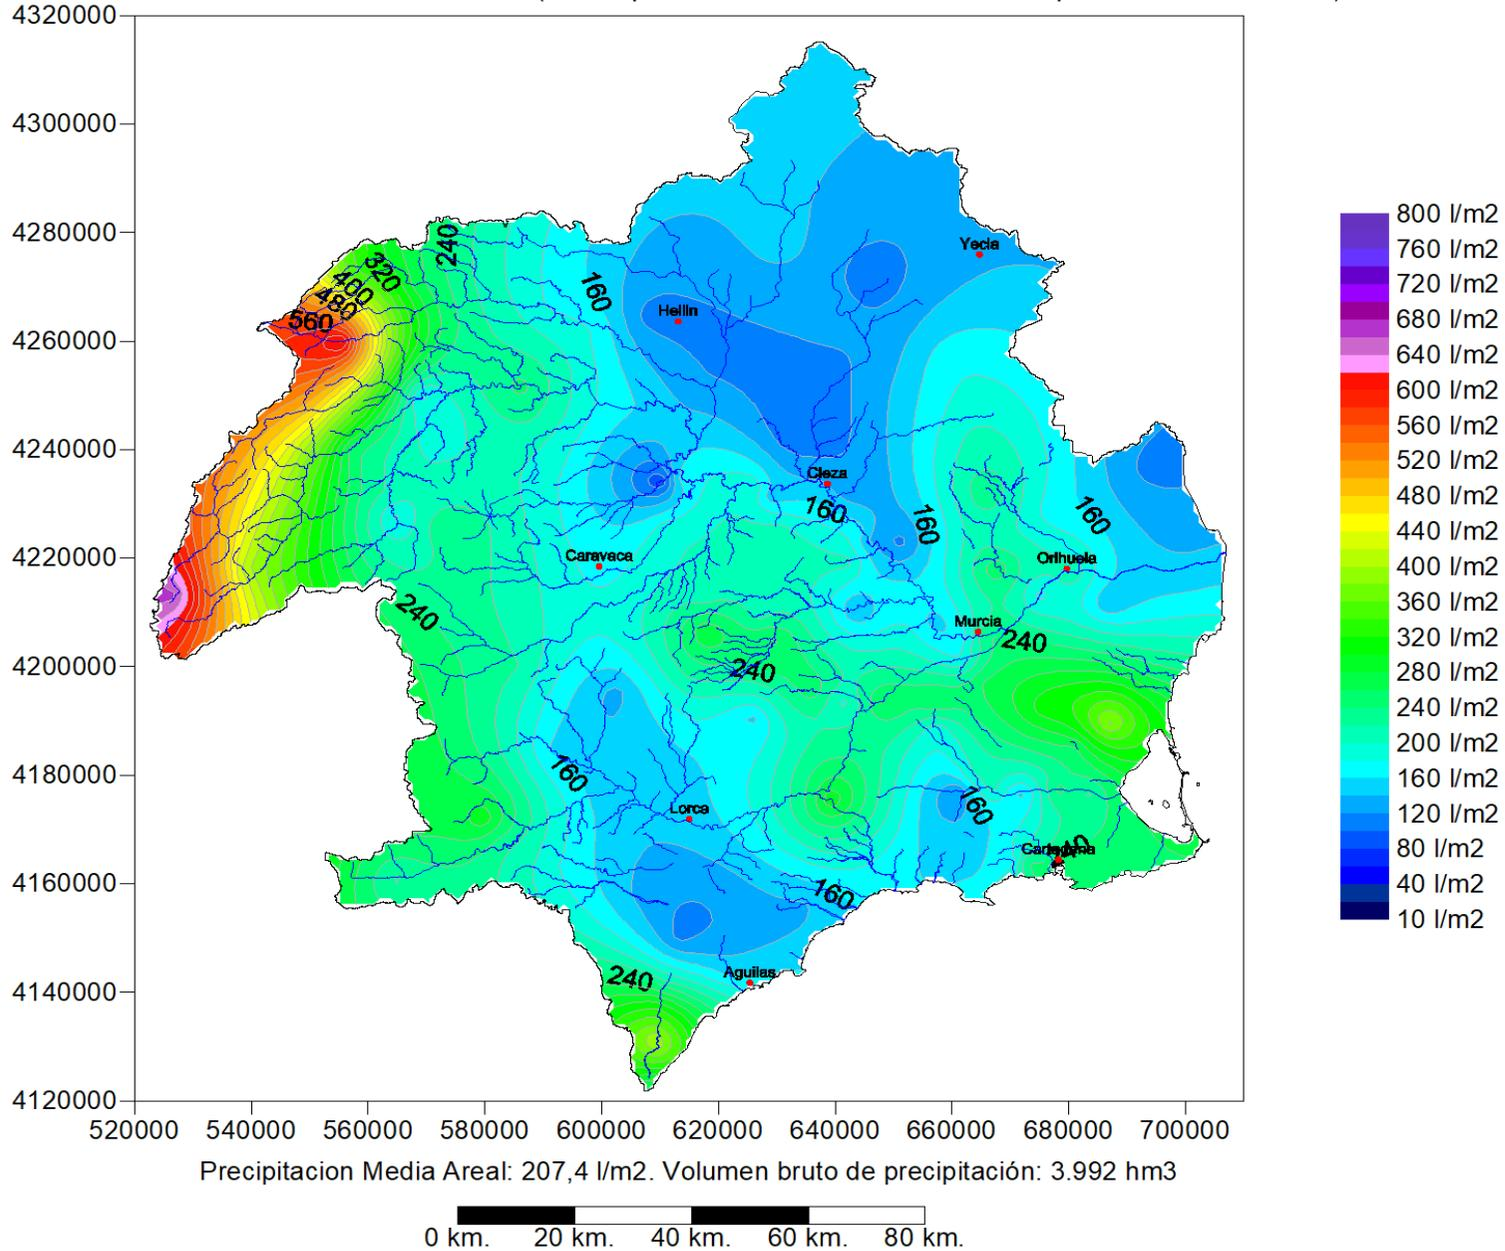 4320000
4300000
4280000
4260000
4240000
4220000
4200000
4180000
4160000
4140000
4120000
520000 540000 560000 580000 600000 620000 640000 660000 680000 700000
240
320
400
480
560
160
Yecla
Hellin
Cieza
160
160
160
Caravaca
Orihuela
240
Murcia
240
240
160
Lorca
160
Cartagena
160
240
Aguilas
800 l/m2
760 l/m2
720 l/m2
680 l/m2
640 l/m2
600 l/m2
560 l/m2
520 l/m2
480 l/m2
440 l/m2
400 l/m2
360 l/m2
320 l/m2
280 l/m2
240 l/m2
200 l/m2
160 l/m2
120 l/m2
80 l/m2
40 l/m2
10 l/m2
Precipitacion Media Areal: 207,4 l/m2. Volumen bruto de precipitación: 3.992 hm3
0 km. 20 km. 40 km. 60 km. 80 km.